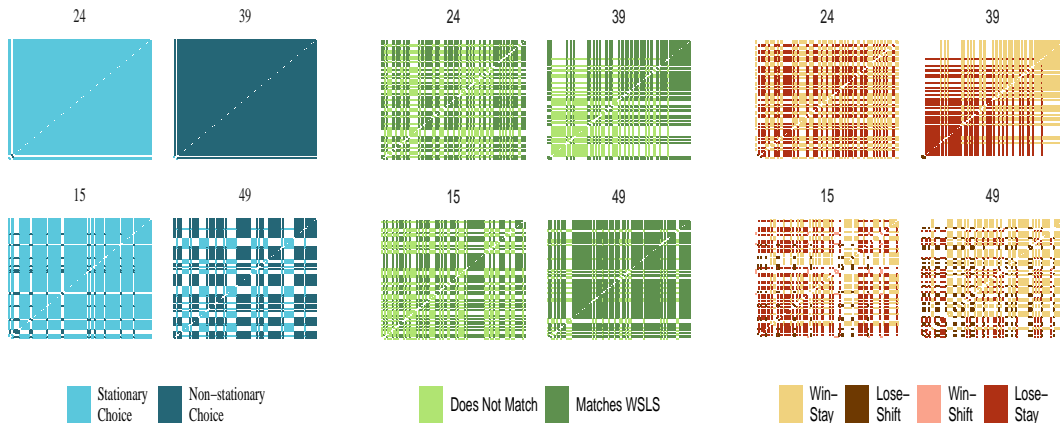 24 39 24 39 24 39
15 49 15 49 15 49
Stationary
Choice
Non−stationary
Choice
Does Not Match
Matches WSLS
Win−
Stay
Lose−
Shift
Win−
Shift
Lose−
Stay